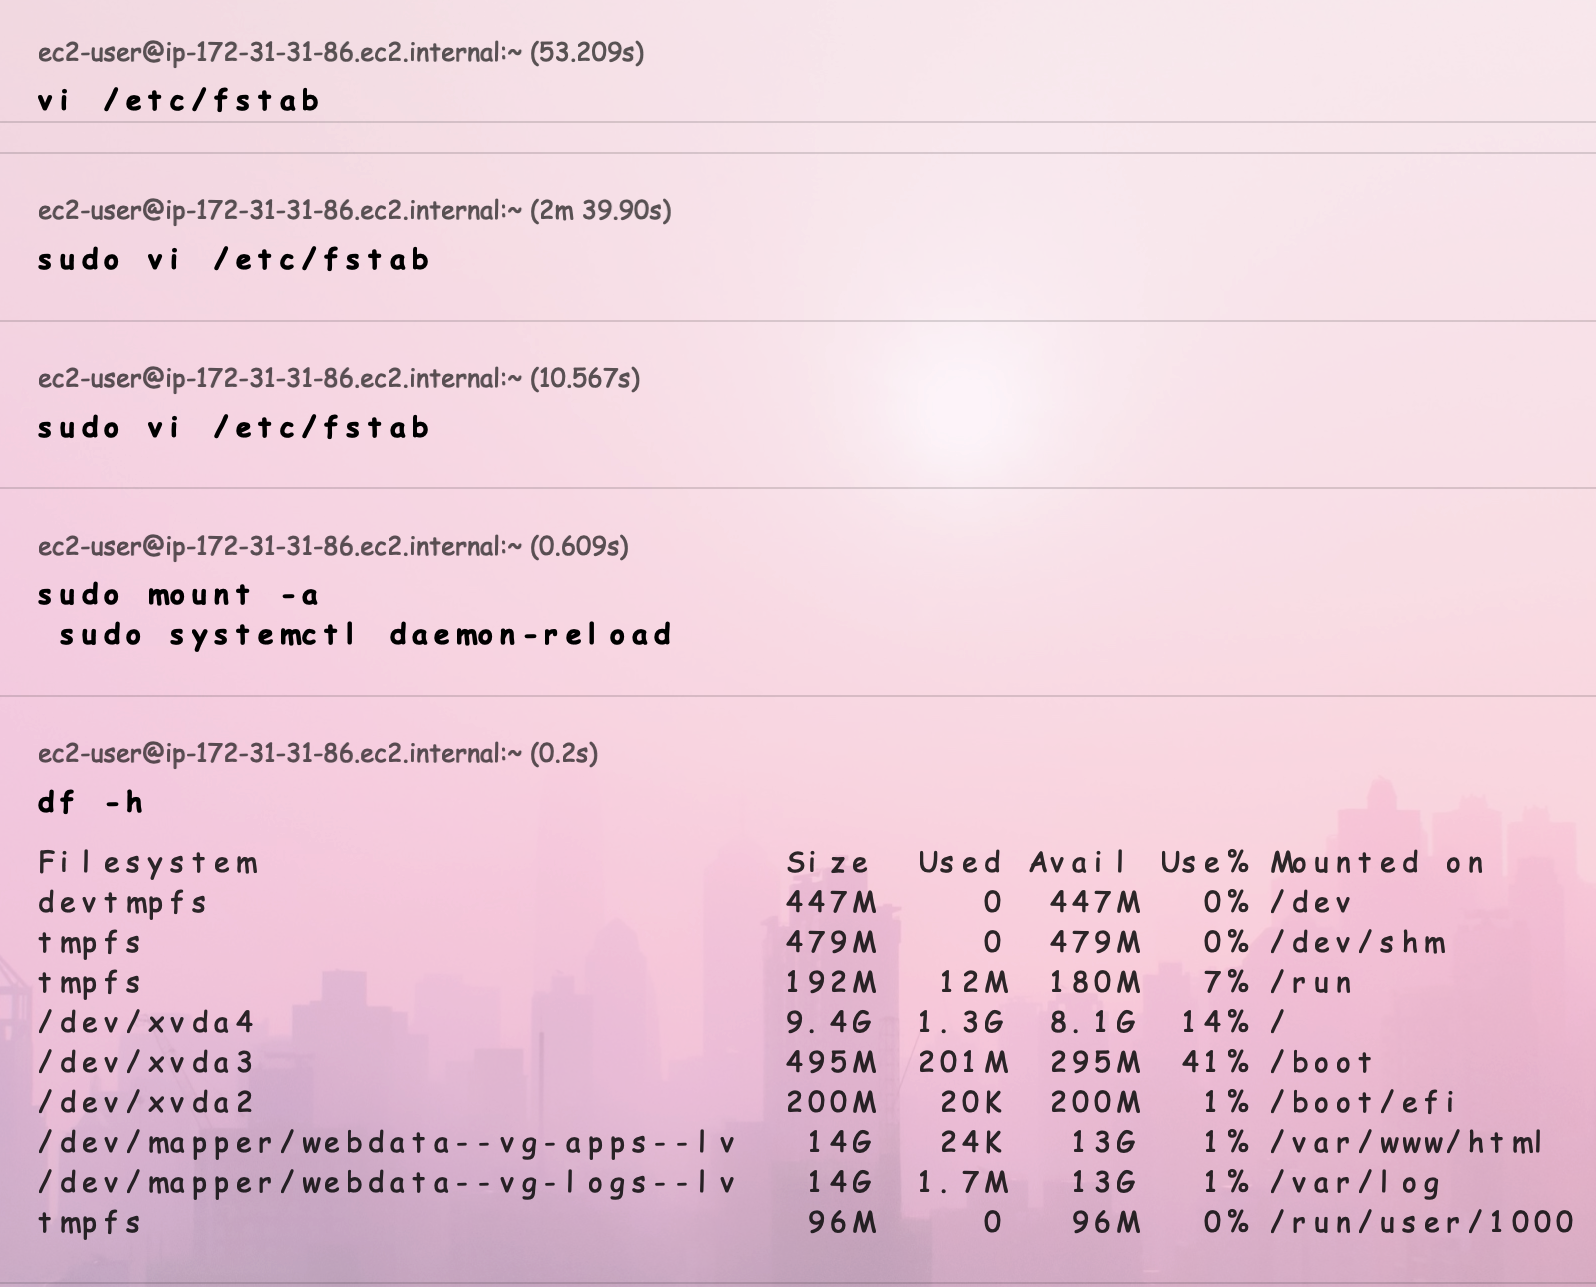 ec2-user@ip-172-31-31-86.ec2.internal:~ (53.209s)
vi /etc/fstab
ec2-user@ip-172-31-31-86.ec2.internal:~ (2m 39.90s)
sudo vi /etc/fstab
ec2-user@ip-172-31-31-86.ec2.internal:~ (10.567s)
sudo vi /etc/fstab
ec2-user@ip-172-31-31-86.ec2.internal:~ (0.609s)
sudo mount -a
sudo systemctl daemon-reload
ec2-user@ip-172-31-31-86.ec2.internal:~ (0.2s)
df -h
Filesystem Size Used Avail Use% Mounted on
devtmpfs 447M 0 447M 0% /dev
tmpfs 479M 0 479M 0% /dev/shm
tmpfs 192M 12M 180M 7% /run
/dev/xvda4 9.4G 1.3G 8.1G 14% /
/dev/xvda3 495M 201M 295M 41% /boot
/dev/xvda2 200M 20K 200M 1% /boot/efi
/dev/mapper/webdata--vg-apps--lv 14G 24K 13G 1% /var/www/html
/dev/mapper/webdata--vg-logs--lv 14G 1.7M 13G 1% /var/log
tmpfs 96M 0 96M 0% /run/user/1000